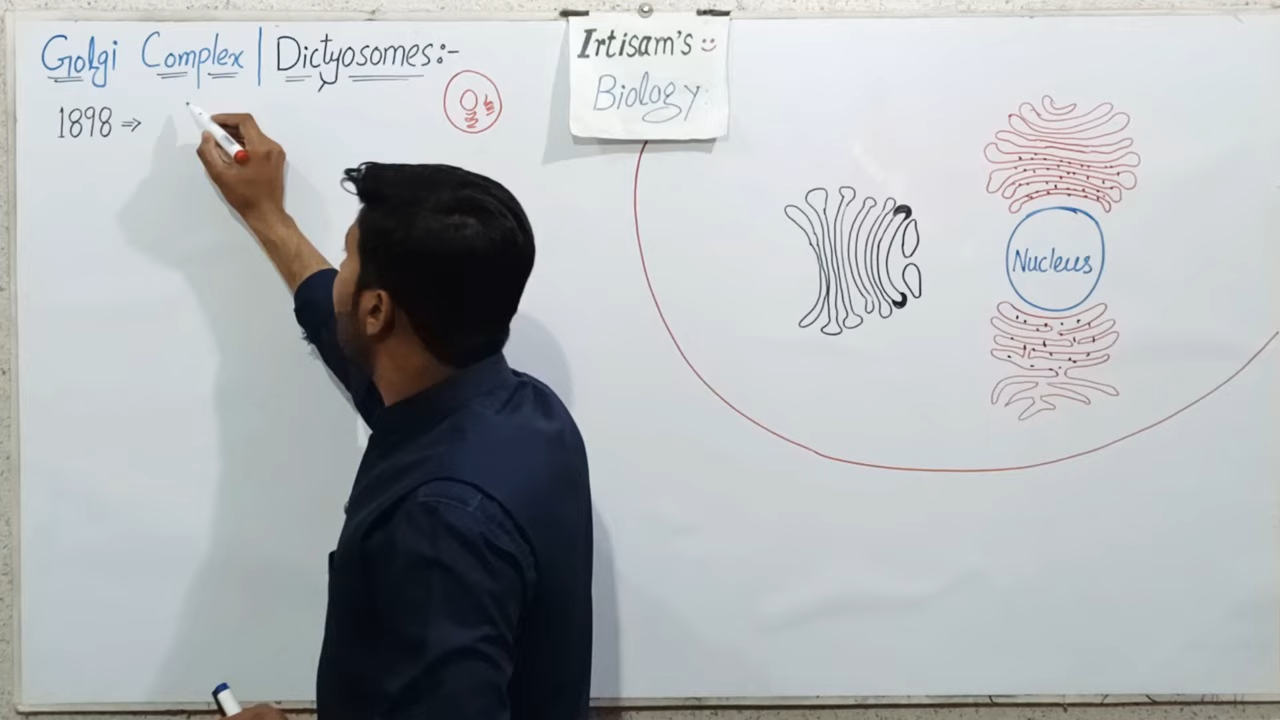 Golgi Complex | Dictyosomes:-
1898 ⇒
Irtisam's
Biology
Nucleus